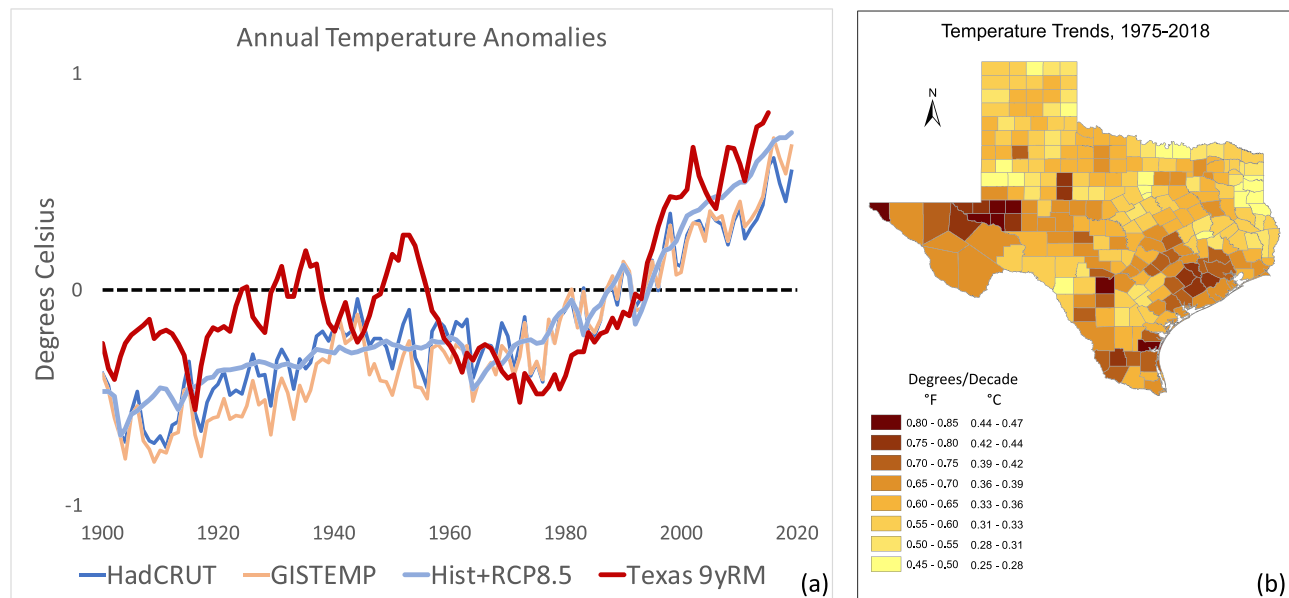 Annual Temperature Anomalies
1
0
-1
Degrees Celsius
1900 1920 1940 1960 1980 2000 2020
HadCRUT GISTEMP Hist+RCP8.5 Texas 9yRM
(a)
Temperature Trends, 1975-2018
N
Degrees/Decade
°F °C
0.80 - 0.85 0.44 - 0.47
0.75 - 0.80 0.42 - 0.44
0.70 - 0.75 0.39 - 0.42
0.65 - 0.70 0.36 - 0.39
0.60 - 0.65 0.33 - 0.36
0.55 - 0.60 0.31 - 0.33
0.50 - 0.55 0.28 - 0.31
0.45 - 0.50 0.25 - 0.28
(b)